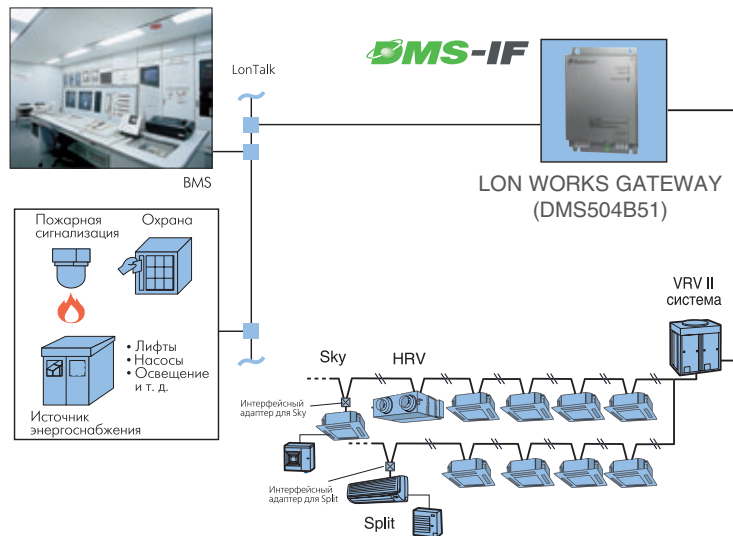 DMS-IF
LonTalk
BMS
LON WORKS GATEWAY
(DMS504B51)
Пожарная
сигнализация
Охрана
• Лифты
• Насосы
• Освещение
и т. д.
Источник
энергоснабжения
VRV II
система
Sky
HRV
Интерфейсный
адаптер для Sky
Интерфейсный
адаптер для Split
Split